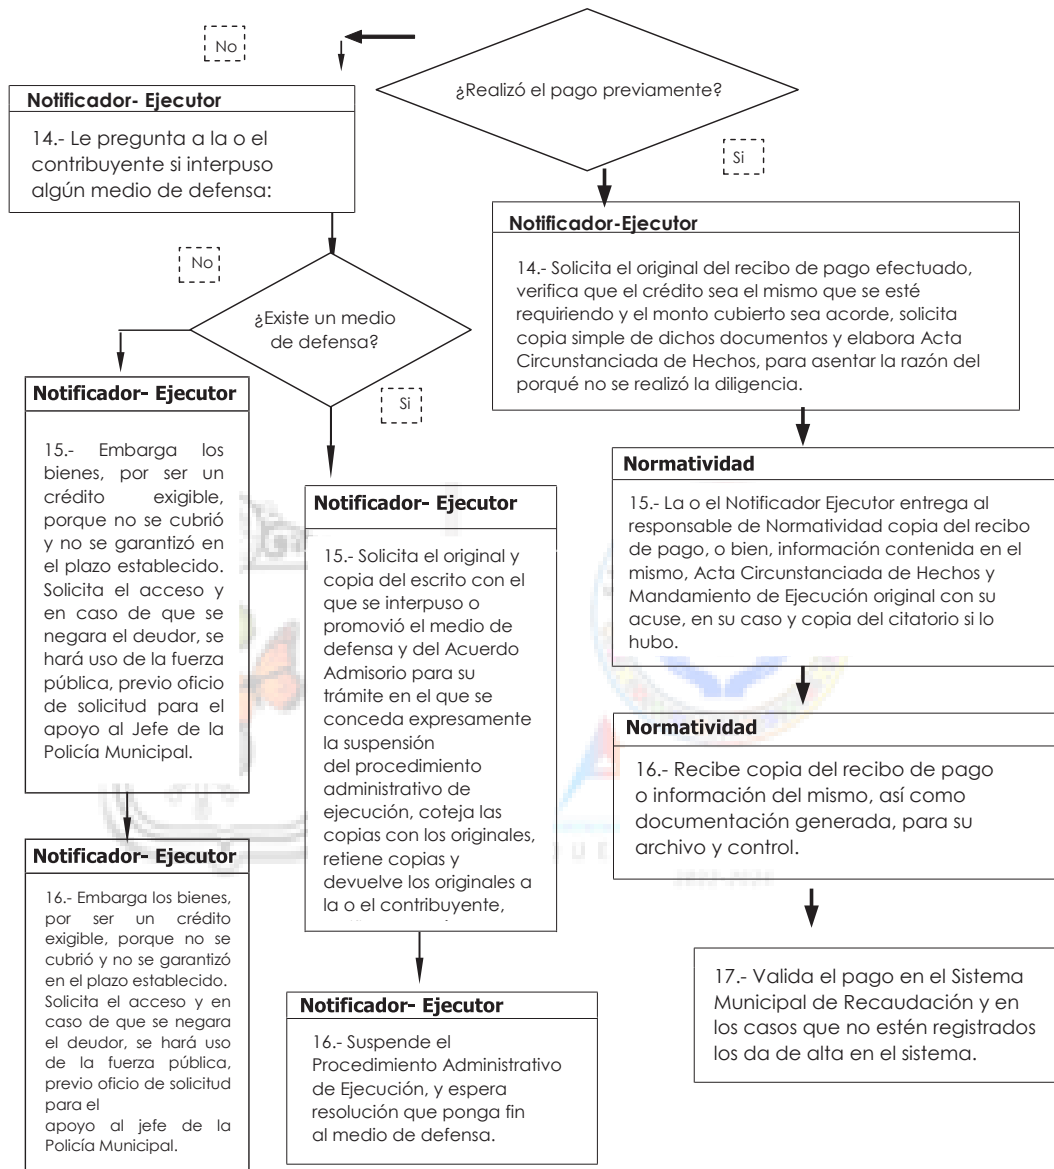 No
¿Realizó el pago previamente?
Si
Notificador- Ejecutor
14.- Le pregunta a la o el
contribuyente si interpuso
algún medio de defensa:
Notificador-Ejecutor
14.- Solicita el original del recibo de pago efectuado,
verifica que el crédito sea el mismo que se esté
requiriendo y el monto cubierto sea acorde, solicita
copia simple de dichos documentos y elabora Acta
Circunstanciada de Hechos, para asentar la razón del
porqué no se realizó la diligencia.
No
¿Existe un medio
de defensa?
Si
Notificador- Ejecutor
15.- Embarga los
bienes, por ser un
crédito exigible,
porque no se cubrió
y no se garantizó en
el plazo establecido.
Solicita el acceso y
en caso de que se
negara el deudor, se
hará uso de la fuerza
pública, previo oficio
de solicitud para el
apoyo al Jefe de la
Policía Municipal.
Notificador- Ejecutor
15.- Solicita el original y
copia del escrito con el
que se interpuso o
promovió el medio de
defensa y del Acuerdo
Admisorio para su
trámite en el que se
conceda expresamente
la suspensión
del procedimiento
administrativo de
ejecución, coteja las
copias con los originales,
retiene copias y
devuelve los originales a
la o el contribuyente,
Normatividad
15.- La o el Notificador Ejecutor entrega al
responsable de Normatividad copia del recibo
de pago, o bien, información contenida en el
mismo, Acta Circunstanciada de Hechos y
Mandamiento de Ejecución original con su
acuse, en su caso y copia del citatorio si lo
hubo.
Normatividad
16.- Recibe copia del recibo de pago
o información del mismo, así como
documentación generada, para su
archivo y control.
Notificador- Ejecutor
16.- Embarga los bienes,
por ser un crédito
exigible, porque no se
cubrió y no se garantizó
en el plazo establecido.
Solicita el acceso y en
caso de que se negara
el deudor, se hará uso
de la fuerza pública,
previo oficio de solicitud
para el
apoyo al jefe de la
Policía Municipal.
Notificador- Ejecutor
16.- Suspende el
Procedimiento Administrativo
de Ejecución, y espera
resolución que ponga fin
al medio de defensa.
17.- Valida el pago en el Sistema
Municipal de Recaudación y en
los casos que no estén registrados
los da de alta en el sistema.